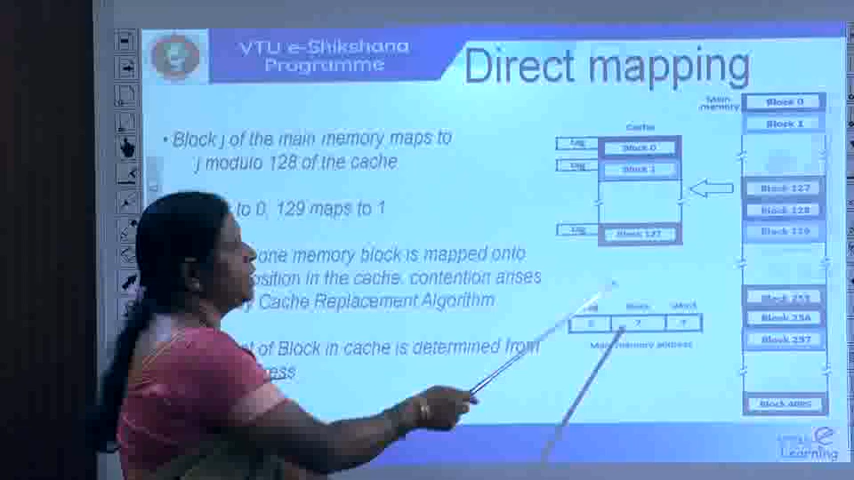 VTU e-Shikshana
Programme
Direct mapping
• Block j of the main memory maps to
j modulo 128 of the cache
to 0, 129 maps to 1
one memory block is mapped onto
position in the cache, contention arises
Cache Replacement Algorithm
of Block in cache is determined from
Cache
tag
Block 0
tag
Block 1
tag
Block 127
Main
memory
Block 0
Block 1
Block 127
Block 128
Block 129
Block 255
Block 256
Block 257
Block 4095
Word
7
Main memory address
Learning